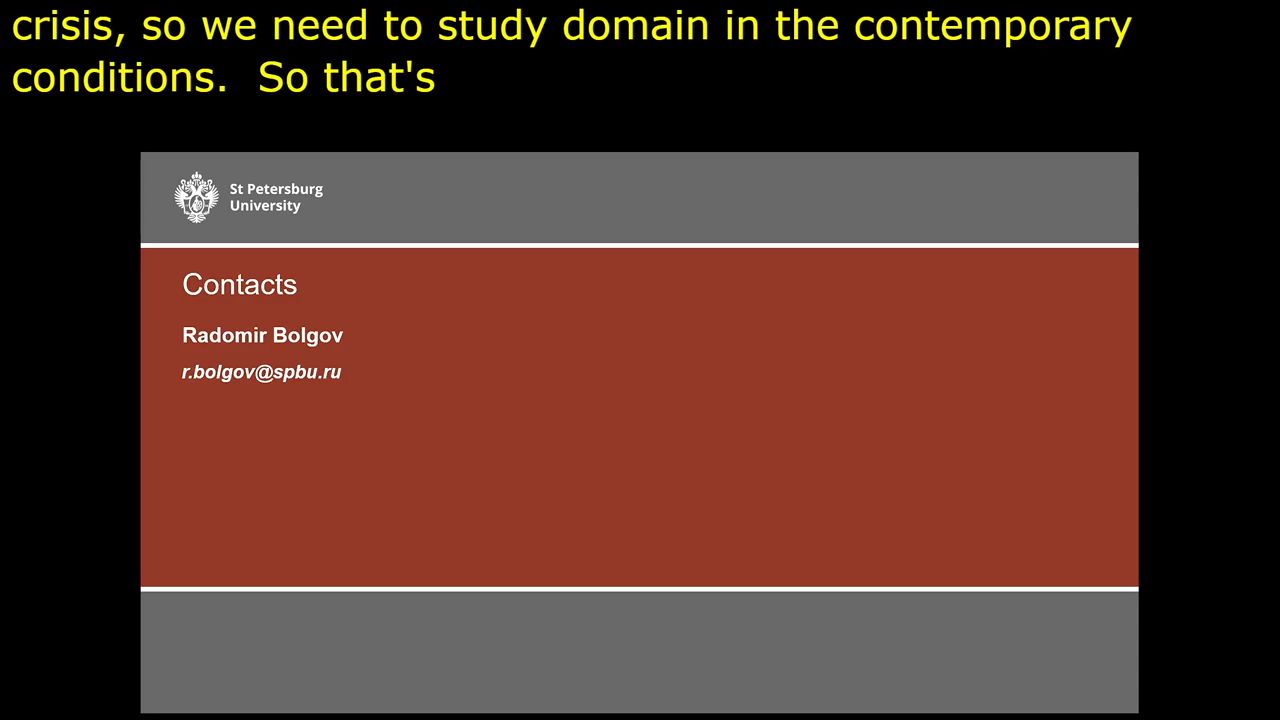 crisis, so we need to study domain in the contemporary
conditions.  So that's
St Petersburg
University
Contacts
Radomir Bolgov
r.bolgov@spbu.ru